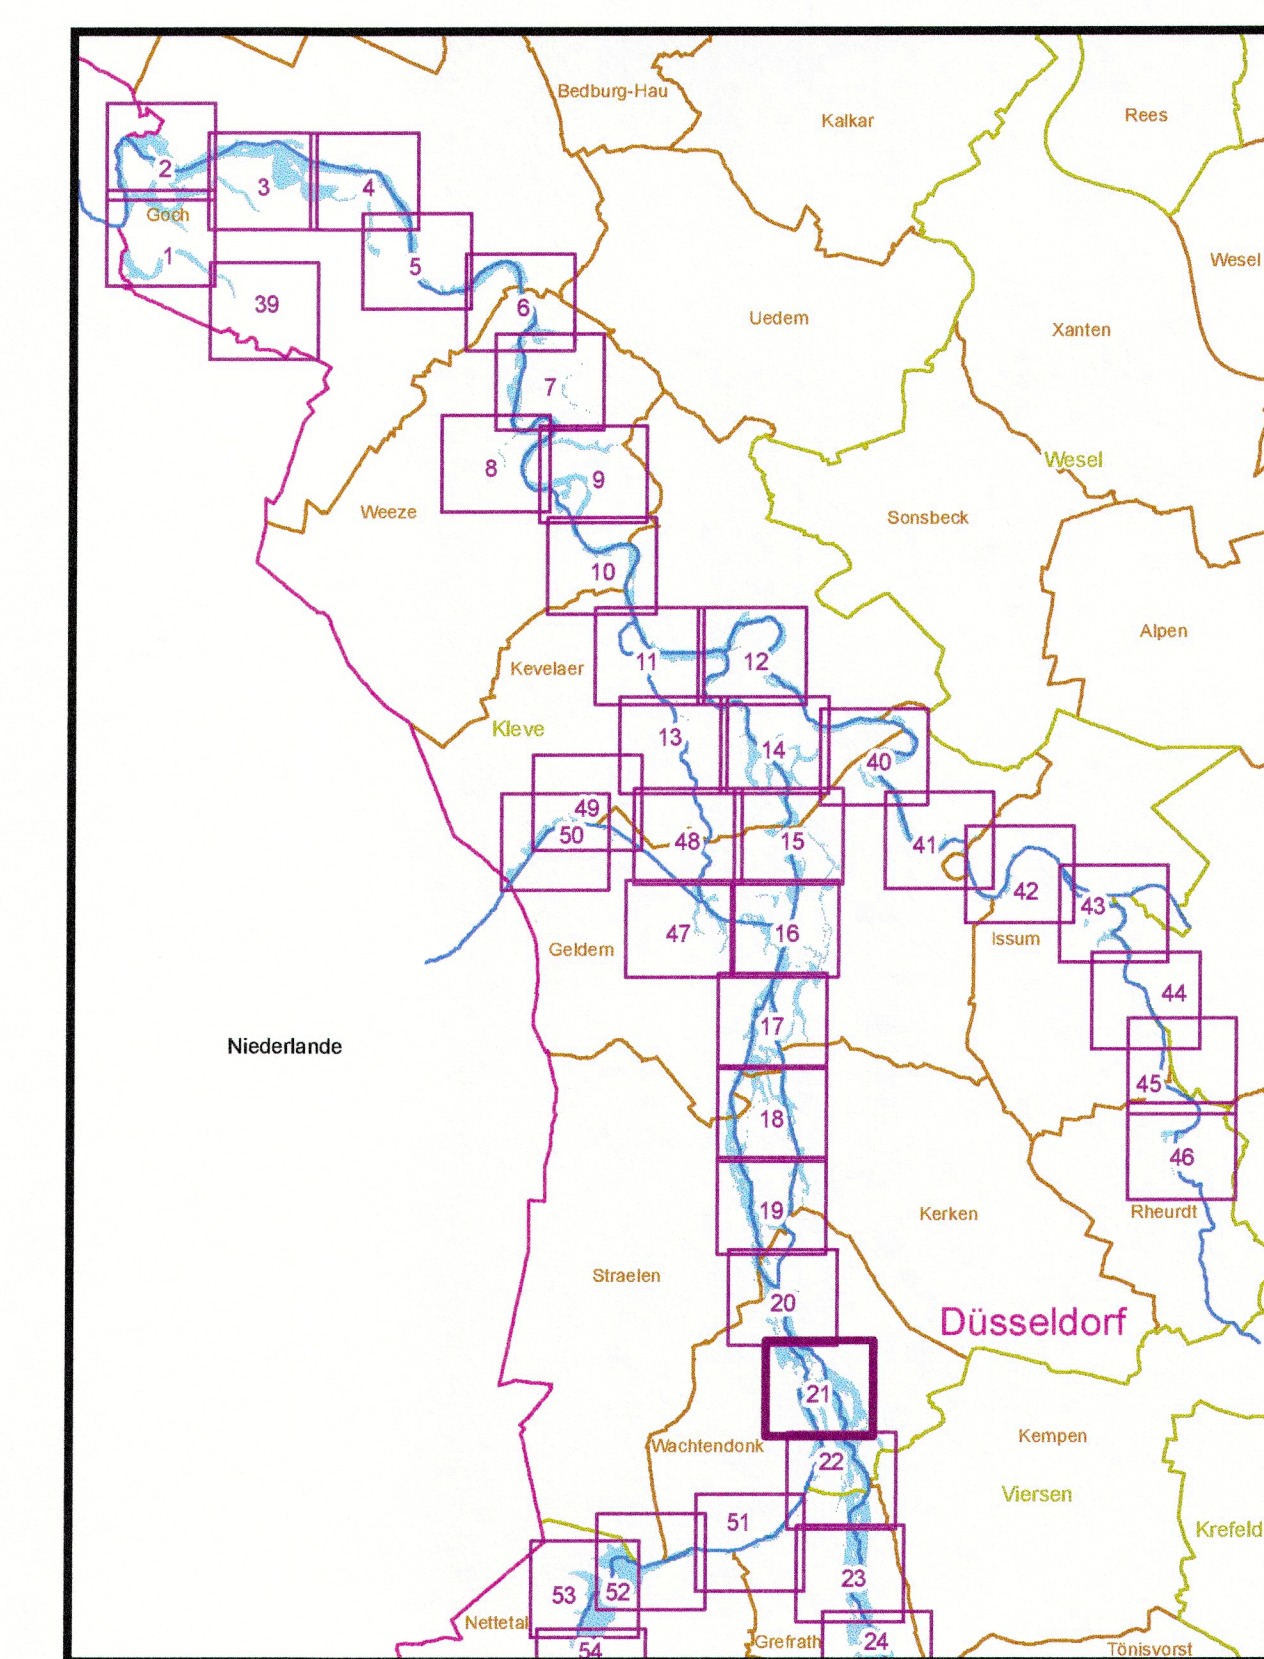 Bedburg-Hau
Kalkar
Rees
2
3
4
Goch
1
5
Wesel
39
6
Uedem
Xanten
7
8
9
Wesel
Weeze
Sonsbeck
10
Alpen
Kevelaer
11
12
Kleve
13
14
40
49
50
48
15
41
42
43
Geldern
47
16
Issum
44
Niederlande
17
45
18
46
19
Kerken
Rheurdt
Straelen
20
Düsseldorf
21
Wachtendonk
22
Kempen
Viersen
51
Krefeld
53
52
23
Nettetal
54
Grefrath
24
Tönisvorst